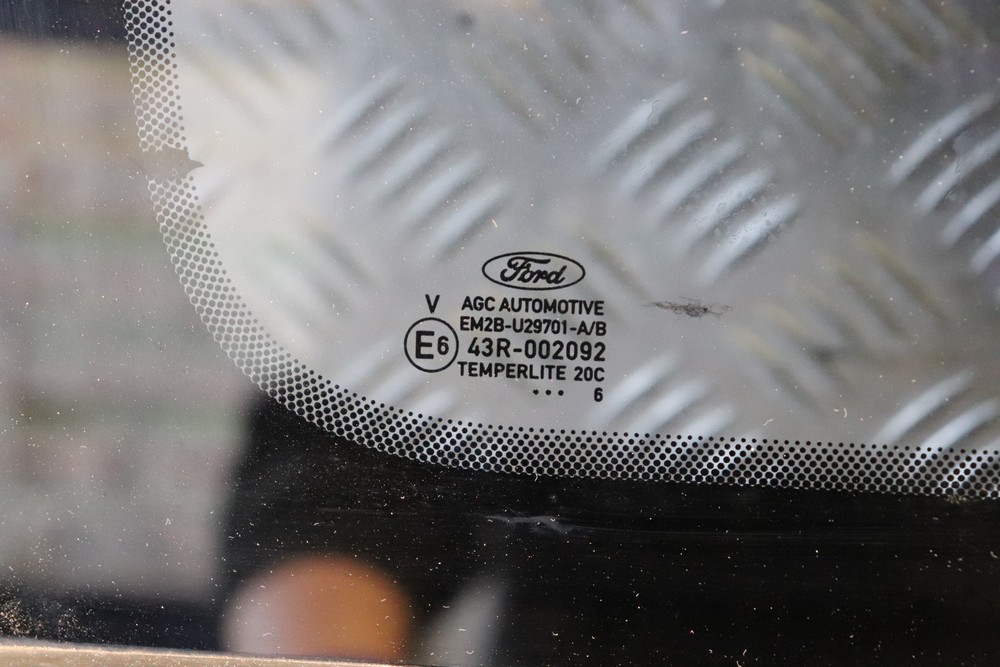 Ford
V AGC AUTOMOTIVE
EM2B-U29701-A/B
E6 43R-002092
TEMPERLITE 20C
••• 6